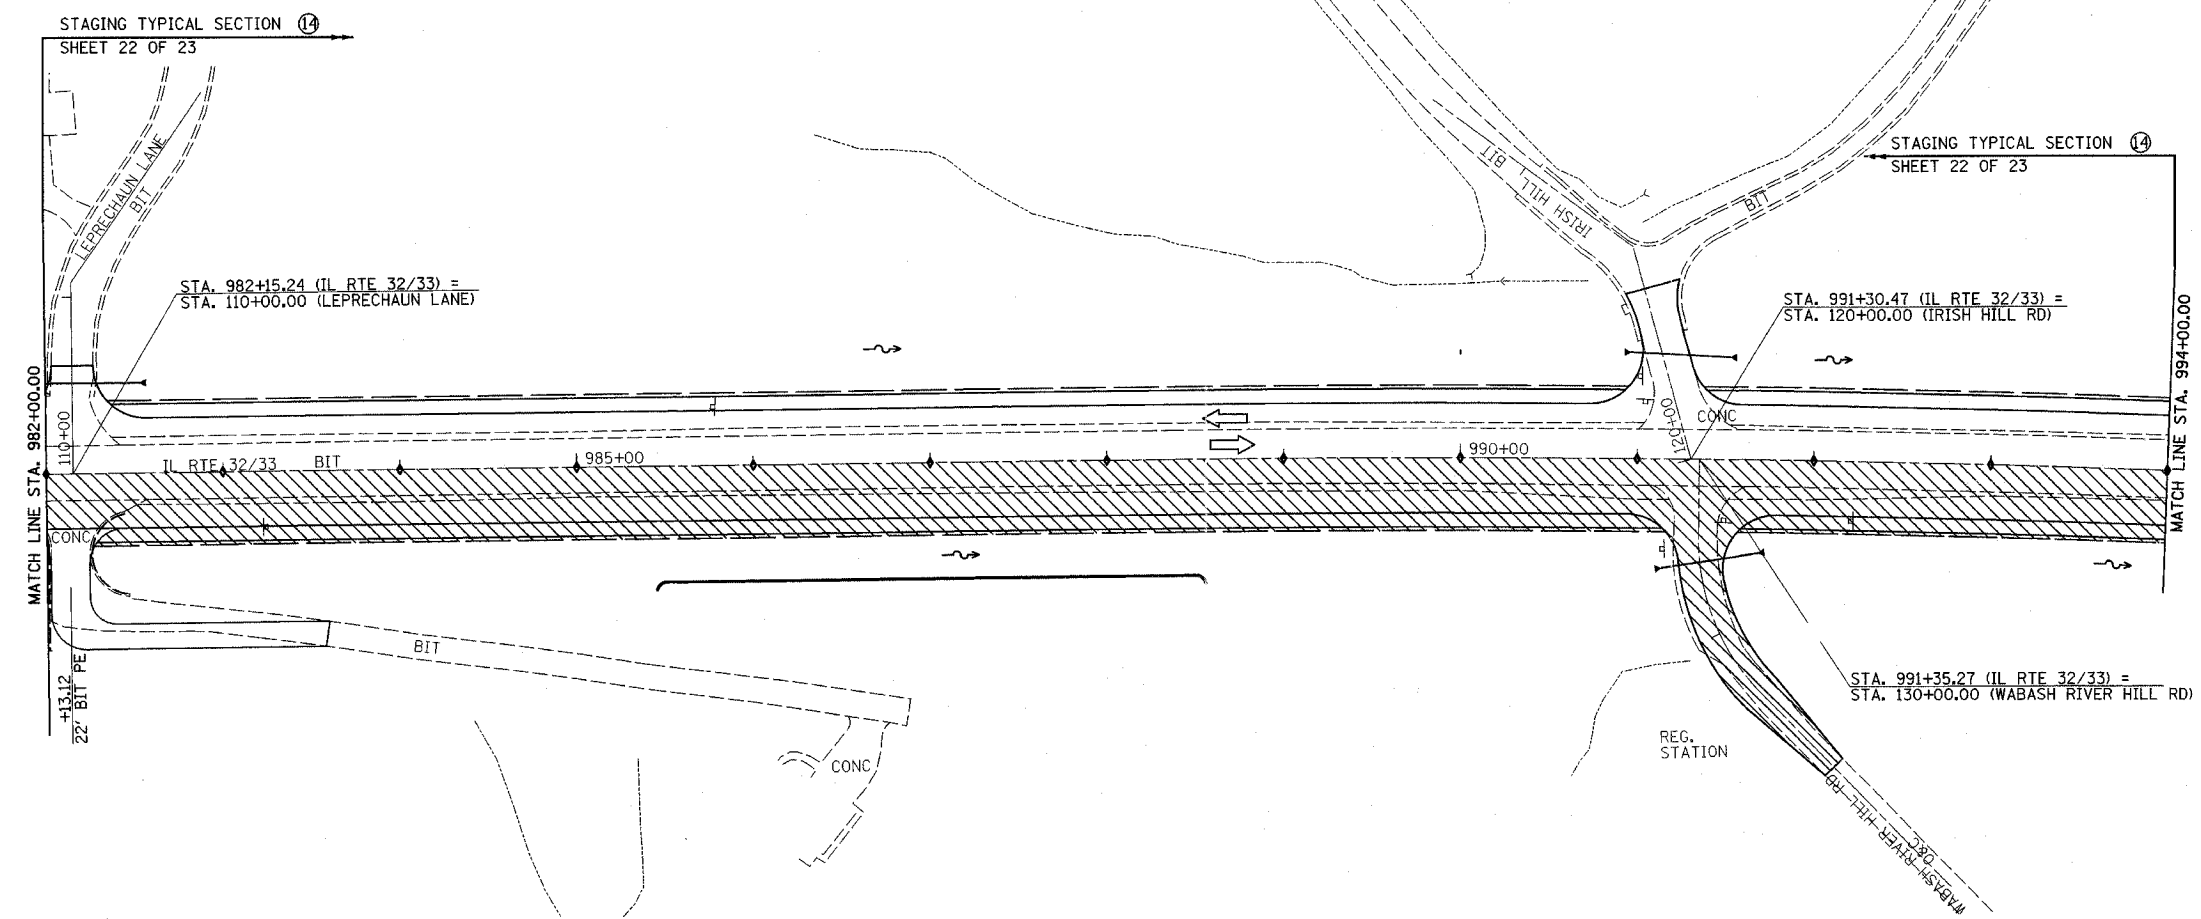 STAGING TYPICAL SECTION 14
SHEET 22 OF 23
STAGING TYPICAL SECTION 14
SHEET 22 OF 23
LEPRECHAUN LANE
BIT
BIT
IRISH HILL
BIT
STA. 982+15.24 (IL RTE 32/33) =
STA. 110+00.00 (LEPRECHAUN LANE)
STA. 991+30.47 (IL RTE 32/33) =
STA. 120+00.00 (IRISH HILL RD)
MATCH LINE STA. 982+00.00
MATCH LINE STA. 994+00.00
110+00
120+00
CONC
IL RTE 32/33
BIT
985+00
990+00
CONC
BIT
+13.12
22' BIT PE
STA. 991+35.27 (IL RTE 32/33) =
STA. 130+00.00 (WABASH RIVER HILL RD)
REG.
STATION
CONC
WABASH RIVER HILL RD
O&C